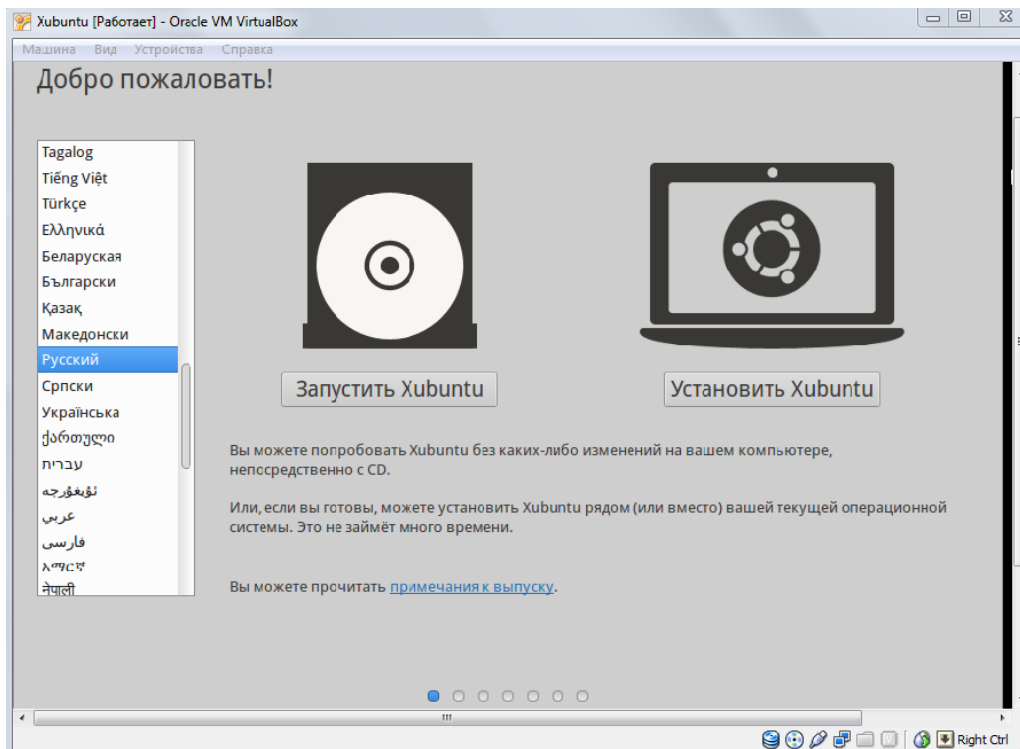 Xubuntu [Работает] - Oracle VM VirtualBox
Машина Вид Устройства Справка
Добро пожаловать!
Tagalog
Tiếng Việt
Türkçe
Ελληνικά
Беларуская
Български
Қазақ
Македонски
Русский
Српски
Українська
ქართული
עברית
ئۇيغۇرچە
عربي
فارسی
አማርኛ
नेपाली
Запустить Xubuntu
Установить Xubuntu
Вы можете попробовать Xubuntu без каких-либо изменений на вашем компьютере,
непосредственно с CD.
Или, если вы готовы, можете установить Xubuntu рядом (или вместо) вашей текущей операционной
системы. Это не займёт много времени.
Вы можете прочитать примечания к выпуску.
Right Ctrl